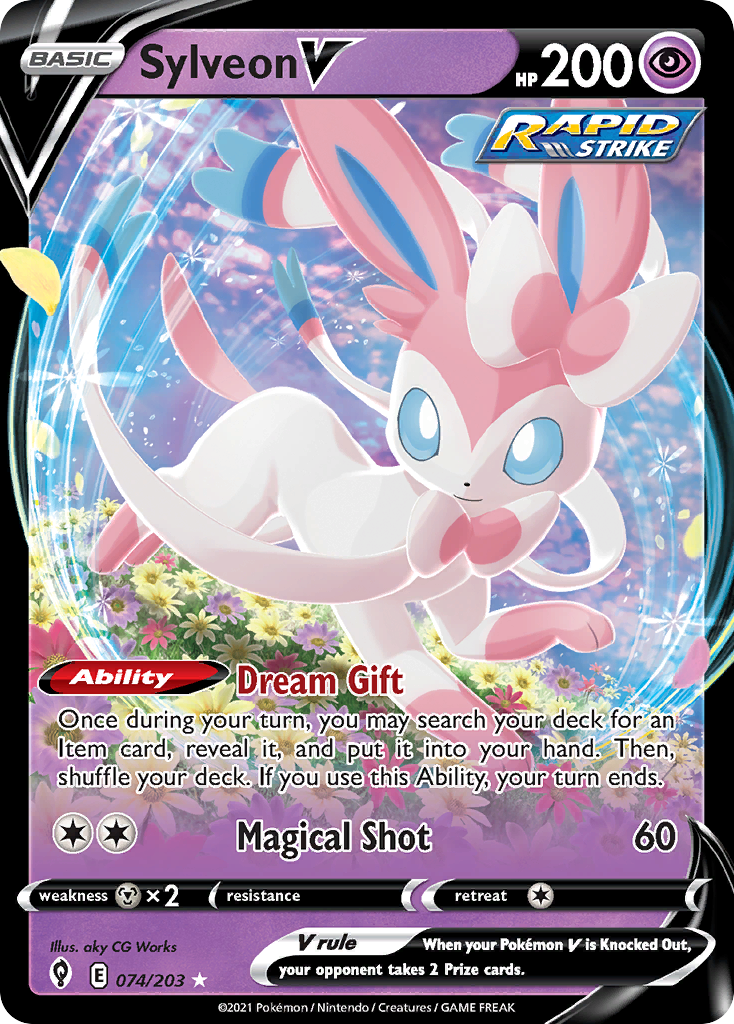 BASIC
Sylveon V
HP 200
RAPID
STRIKE
Ability Dream Gift
Once during your turn, you may search your deck for an
Item card, reveal it, and put it into your hand. Then,
shuffle your deck. If you use this Ability, your turn ends.
Magical Shot 60
weakness ×2 resistance retreat
Illus. aky CG Works
V rule When your Pokémon V is Knocked Out,
your opponent takes 2 Prize cards.
E 074/203 ★
©2021 Pokémon / Nintendo / Creatures / GAME FREAK